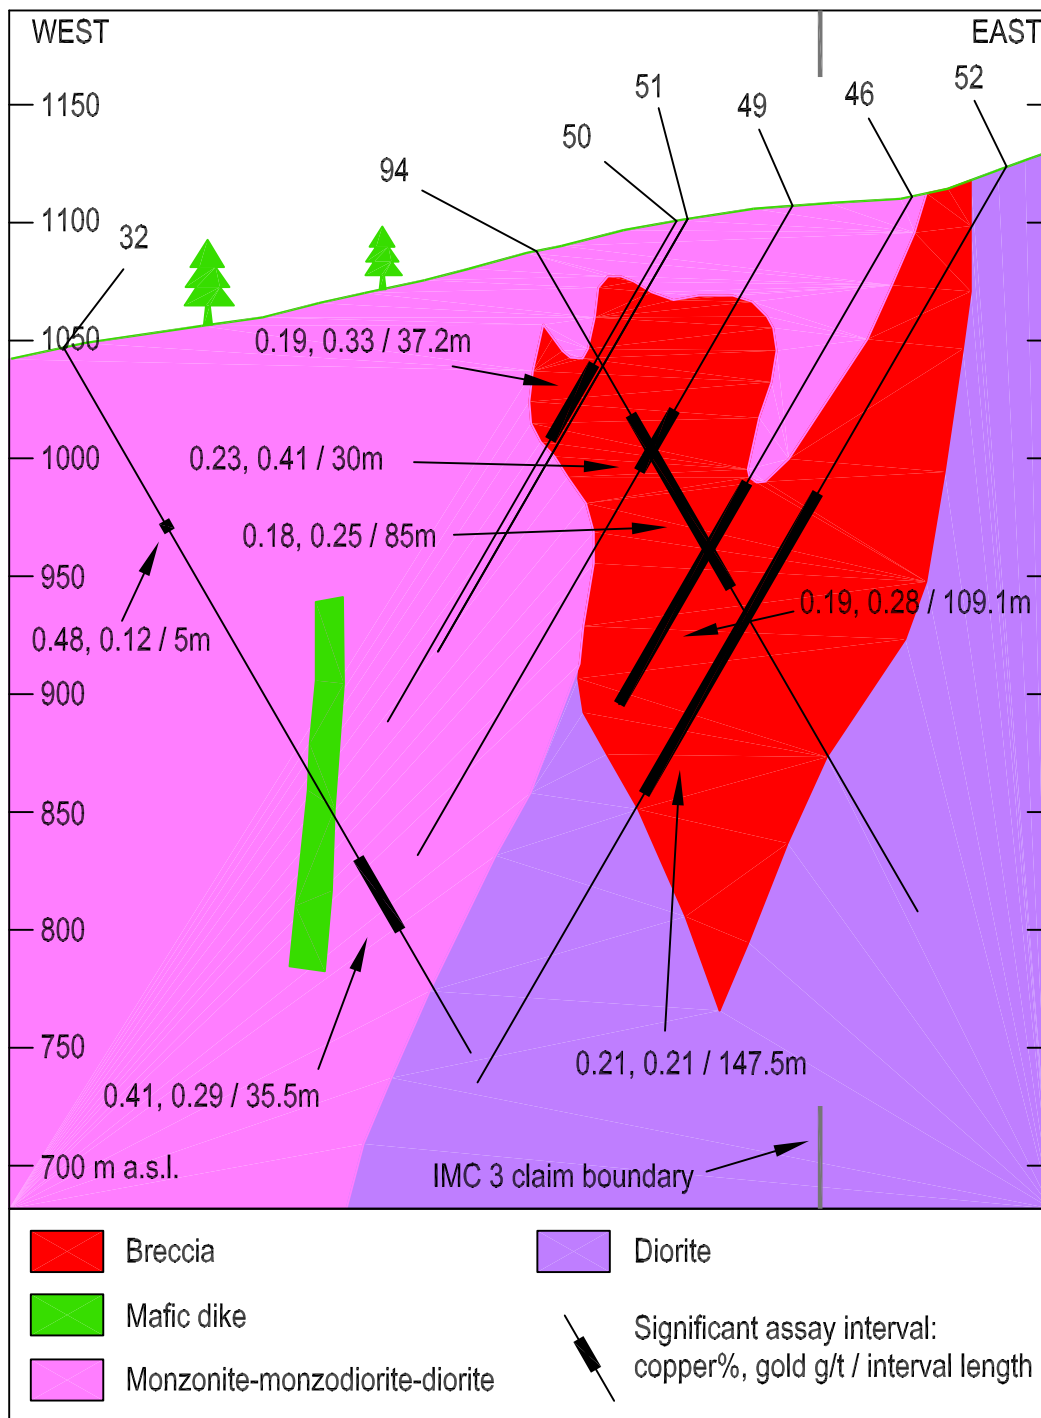 WEST
EAST
52
51
46
1150
49
50
94
1100
32
1050
0.19, 0.33 / 37.2m
1000
0.23, 0.41 / 30m
0.18, 0.25 / 85m
950
0.19, 0.28 / 109.1m
0.48, 0.12 / 5m
900
850
800
750
0.21, 0.21 / 147.5m
0.41, 0.29 / 35.5m
700 m a.s.l.
IMC 3 claim boundary
Breccia
Diorite
Mafic dike
Significant assay interval:
copper%, gold g/t / interval length
Monzonite-monzodiorite-diorite